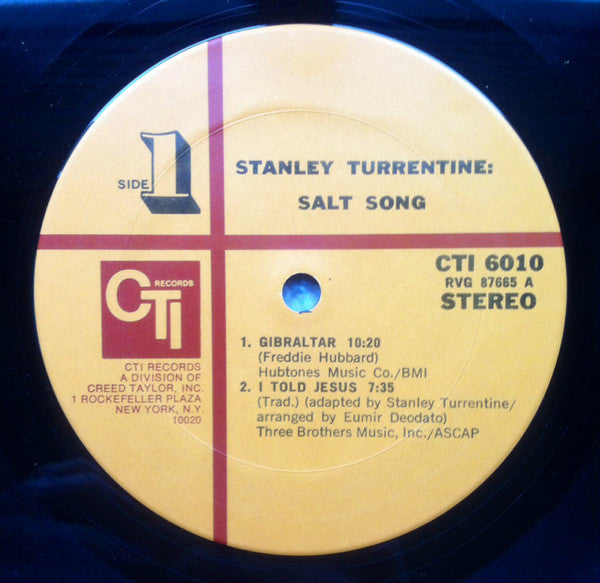 SIDE 1
STANLEY TURRENTINE:
SALT SONG
CTI RECORDS
CTI RECORDS
A DIVISION OF
CREED TAYLOR, INC.
1 ROCKEFELLER PLAZA
NEW YORK, N.Y.
10020
CTI 6010
RVG 87665 A
STEREO
1. GIBRALTAR 10:20
(Freddie Hubbard)
Hubtones Music Co./BMI
2. I TOLD JESUS 7:35
(Trad.) (adapted by Stanley Turrentine/
arranged by Eumir Deodato)
Three Brothers Music, Inc./ASCAP